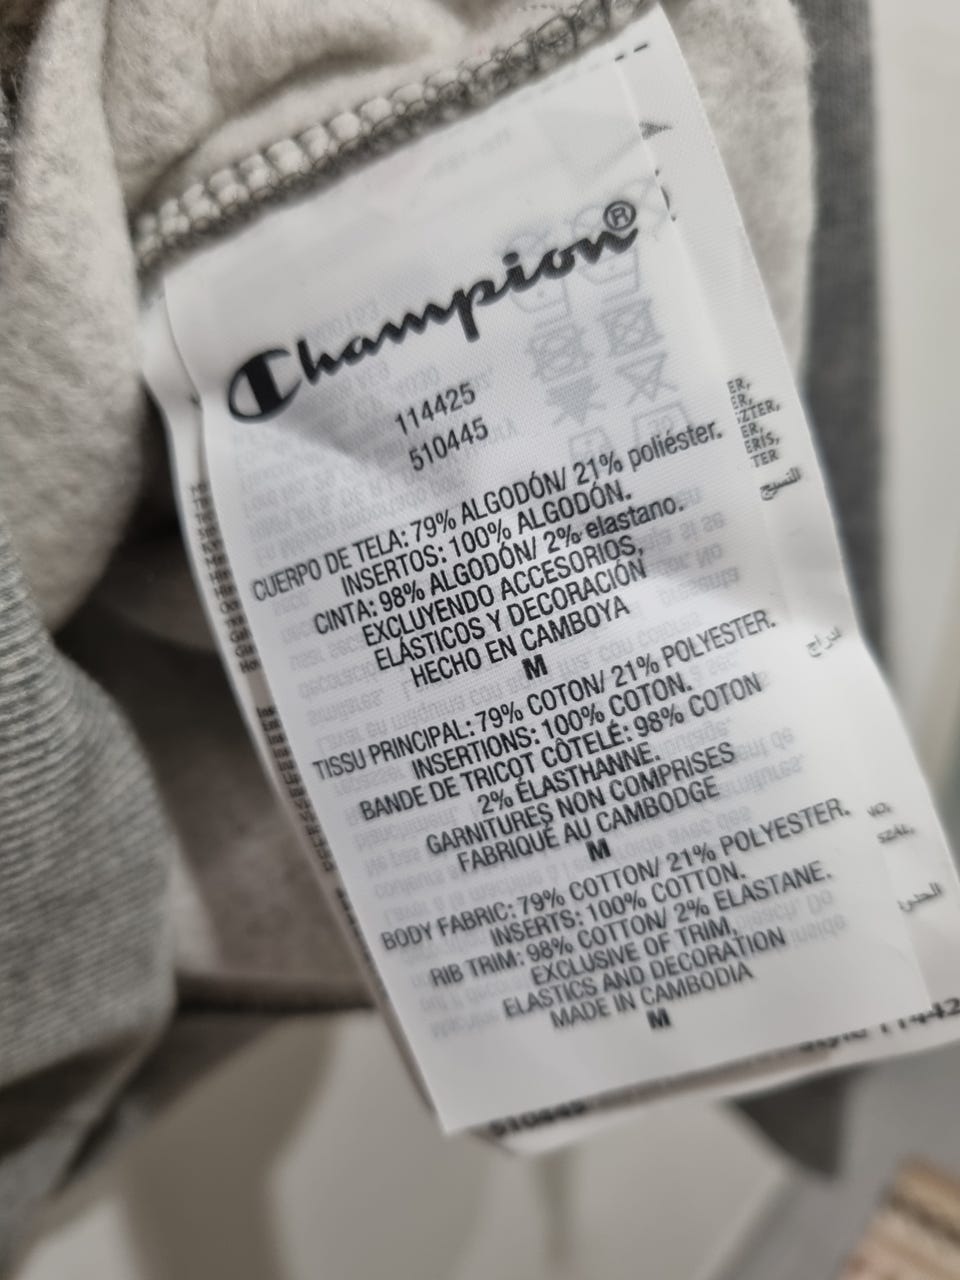 Champion®
114425
510445
CUERPO DE TELA: 79% ALGODÓN/ 21% poliéster.
INSERTOS: 100% ALGODÓN.
CINTA: 98% ALGODÓN/ 2% elastano.
EXCLUYENDO ACCESORIOS,
ELÁSTICOS Y DECORACIÓN
HECHO EN CAMBOYA
M
TISSU PRINCIPAL: 79% COTON/ 21% POLYESTER.
INSERTIONS: 100% COTON.
BANDE DE TRICOT CÔTELÉ: 98% COTON
2% ÉLASTHANNE.
GARNITURES NON COMPRISES
FABRIQUÉ AU CAMBODGE
M
BODY FABRIC: 79% COTTON/ 21% POLYESTER.
INSERTS: 100% COTTON.
RIB TRIM: 98% COTTON/ 2% ELASTANE.
EXCLUSIVE OF TRIM,
ELASTICS AND DECORATION
MADE IN CAMBODIA
M